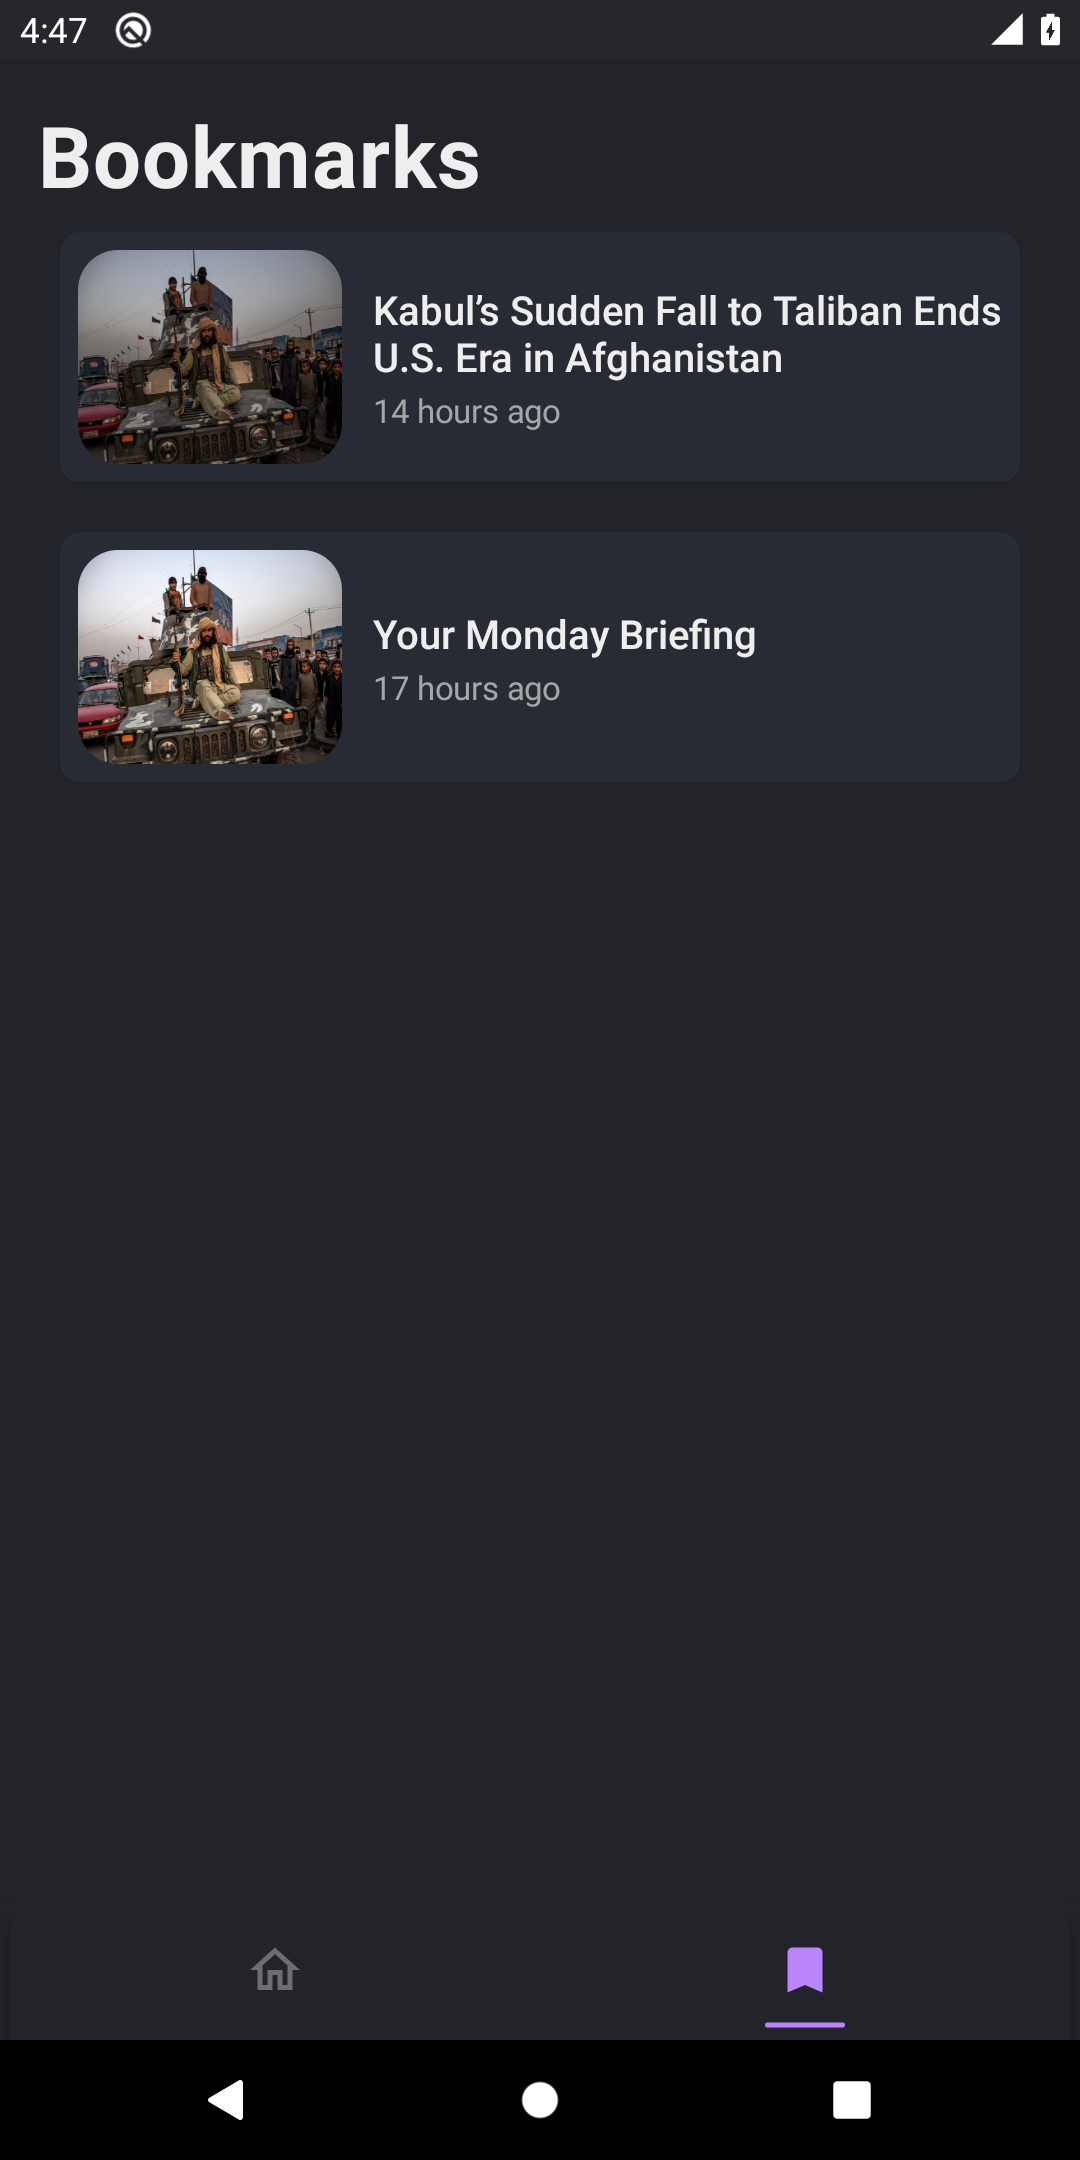 4:47
Bookmarks
Kabul’s Sudden Fall to Taliban Ends
U.S. Era in Afghanistan
14 hours ago
Your Monday Briefing
17 hours ago